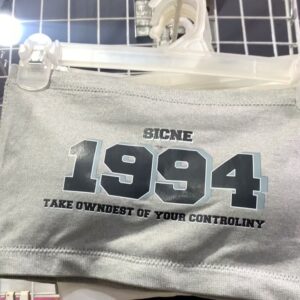 SICNE
1994
TAKE OWNDEST OF YOUR CONTROLINY